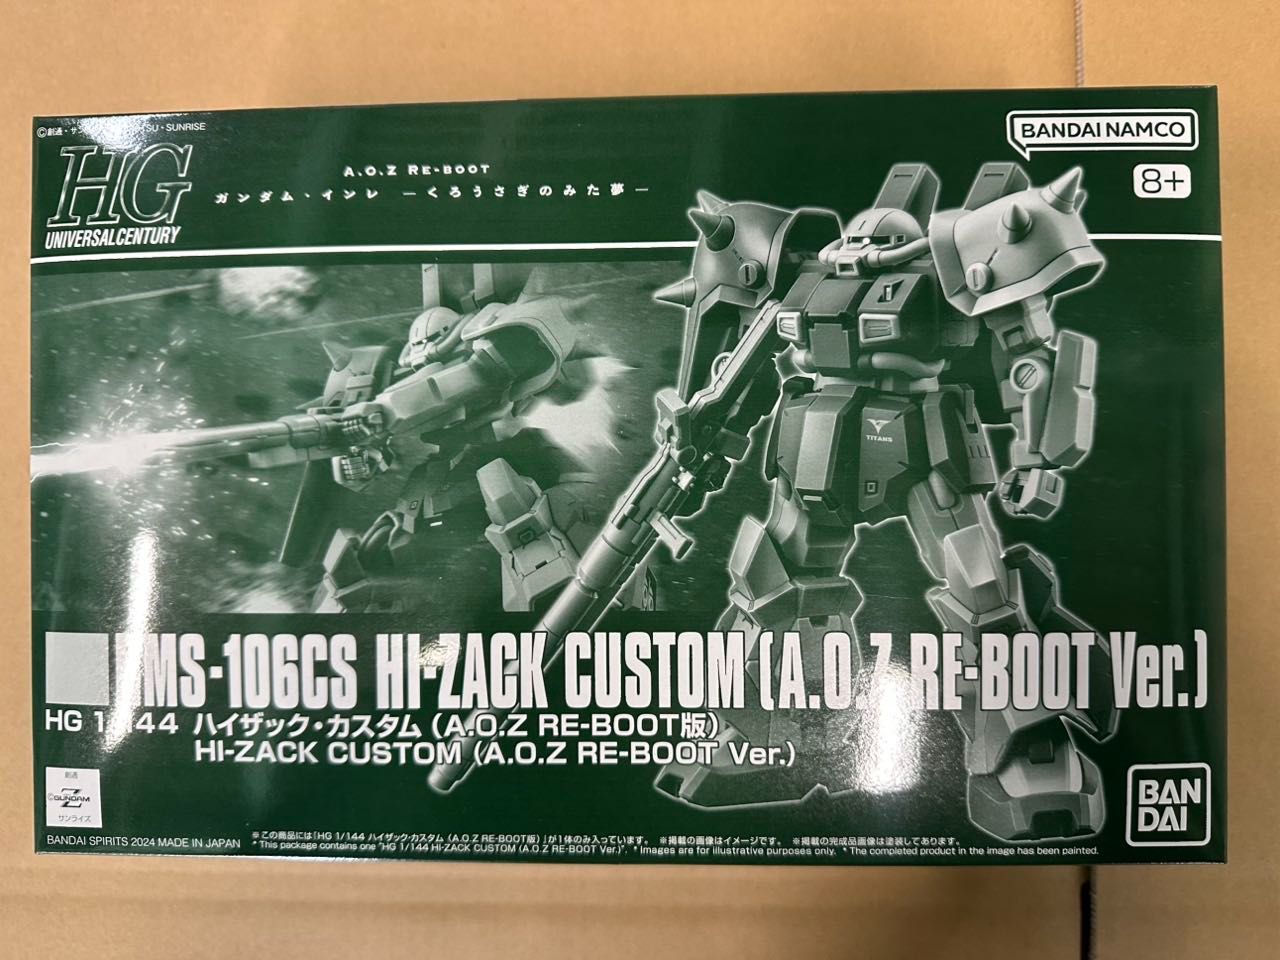 ©創通・サ TSU・SUNRISE
HG
UNIVERSAL CENTURY
A.O.Z RE-BOOT
ガンダム・インレ ―くろうさぎのみた夢―
BANDAI NAMCO
8+
TITANS
MS-106CS HI-ZACK CUSTOM (A.O.Z RE-BOOT Ver.)
HG 1/144 ハイザック・カスタム (A.O.Z RE-BOOT版)
HI-ZACK CUSTOM (A.O.Z RE-BOOT Ver.)
創通
©GUNDAM Z
サンライズ
BANDAI SPIRITS 2024 MADE IN JAPAN
※この商品には「HG 1/144 ハイザック・カスタム (A.O.Z RE-BOOT版)」が1体のみ入っています。 ※掲載の画像はイメージです。 ※掲載の完成品画像は塗装してあります。
* This package contains one "HG 1/144 HI-ZACK CUSTOM (A.O.Z RE-BOOT Ver.)". * Images are for illustrative purposes only. * The completed product in the image has been painted.
BAN
DAI